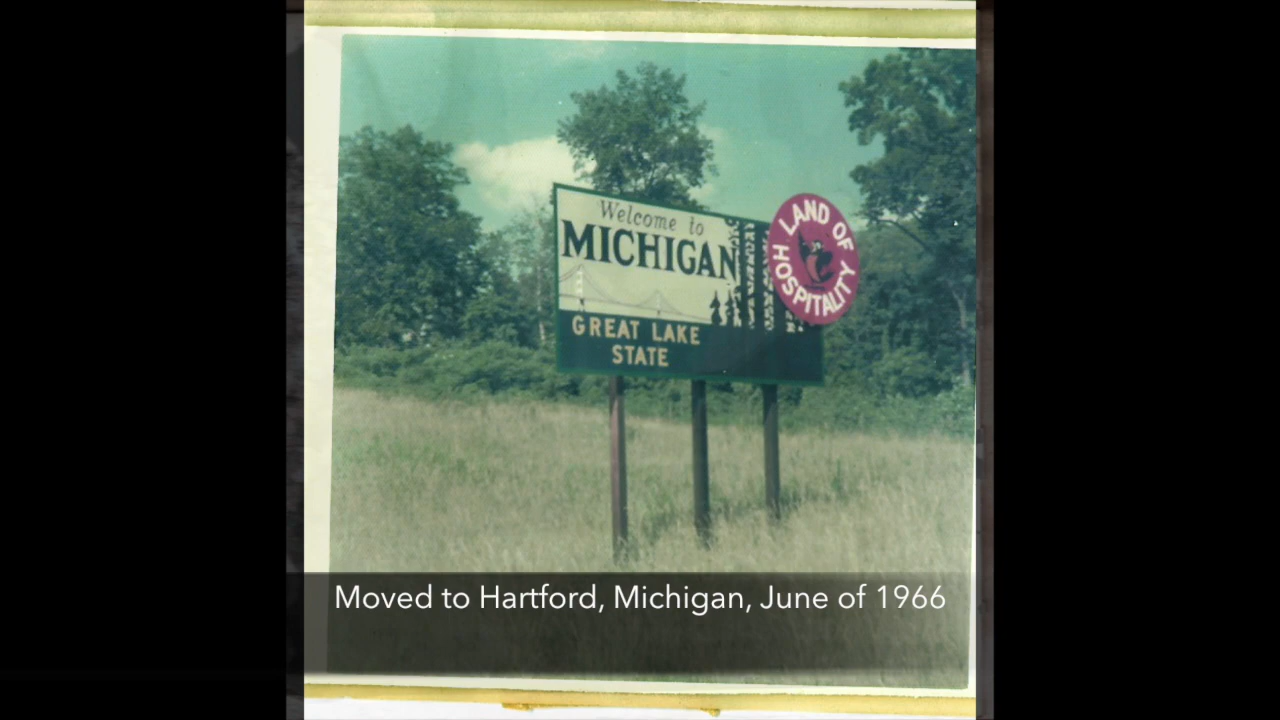 Welcome to
MICHIGAN
GREAT LAKE
STATE
LAND OF
HOSPITALITY
Moved to Hartford, Michigan, June of 1966